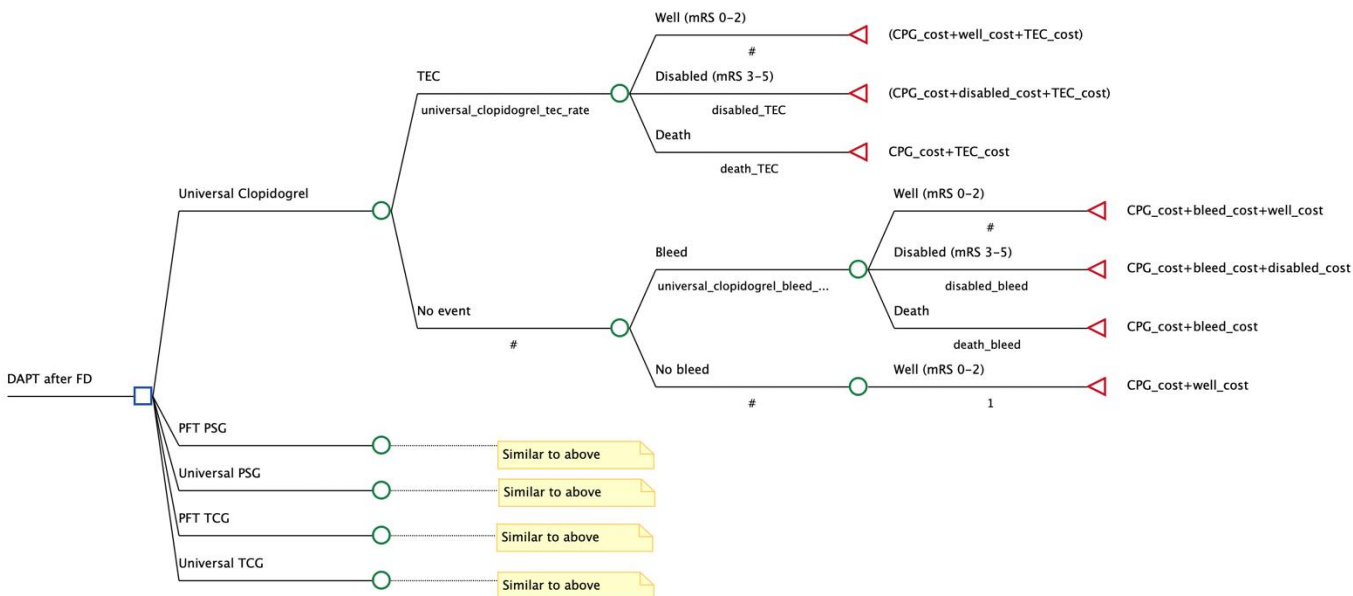 Well (mRS 0-2)
#
(CPG_cost+well_cost+TEC_cost)
TEC
universal_clopidogrel_tec_rate
Disabled (mRS 3-5)
disabled_TEC
(CPG_cost+disabled_cost+TEC_cost)
Death
death_TEC
CPG_cost+TEC_cost
Universal Clopidogrel
Well (mRS 0-2)
#
CPG_cost+bleed_cost+well_cost
Bleed
universal_clopidogrel_bleed_...
Disabled (mRS 3-5)
disabled_bleed
CPG_cost+bleed_cost+disabled_cost
No event
#
Death
death_bleed
CPG_cost+bleed_cost
No bleed
#
Well (mRS 0-2)
1
CPG_cost+well_cost
DAPT after FD
PFT PSG
Similar to above
Universal PSG
Similar to above
PFT TCG
Similar to above
Universal TCG
Similar to above